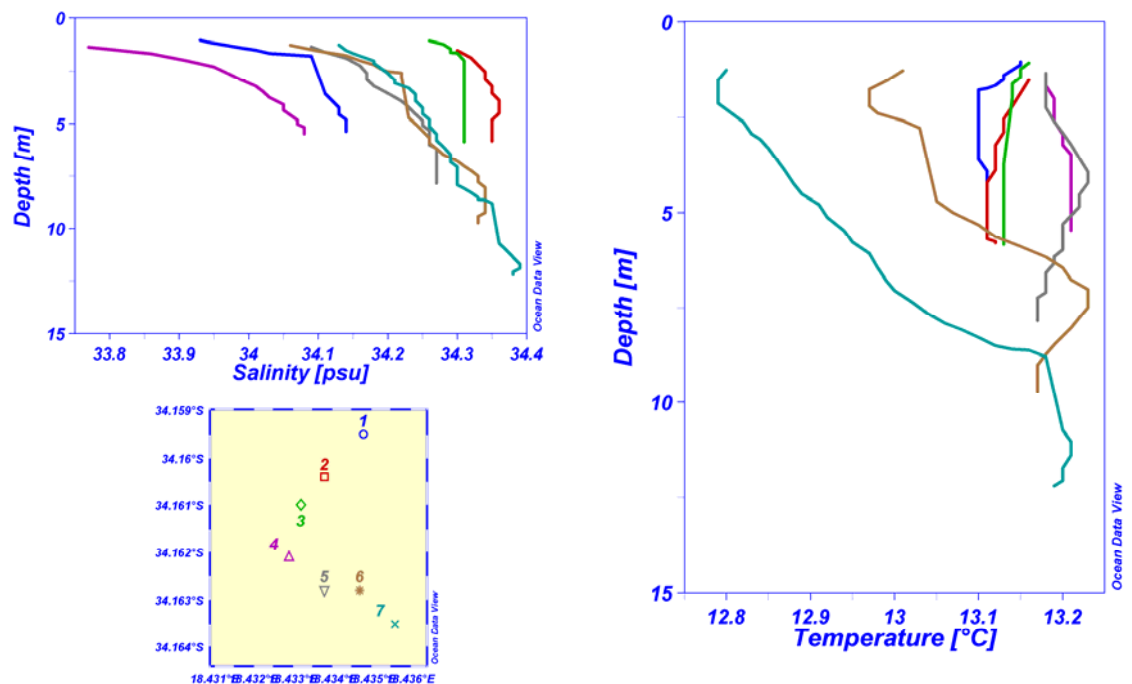 0
5
10
15
Depth [m]
33.8 33.9 34 34.1 34.2 34.3 34.4
Salinity [psu]
Ocean Data View
34.159°S
34.16°S
34.161°S
34.162°S
34.163°S
34.164°S
1
2
3
4
5 6
7
Ocean Data View
0
5
10
15
Depth [m]
12.8 12.9 13 13.1 13.2
Temperature [°C]
Ocean Data View